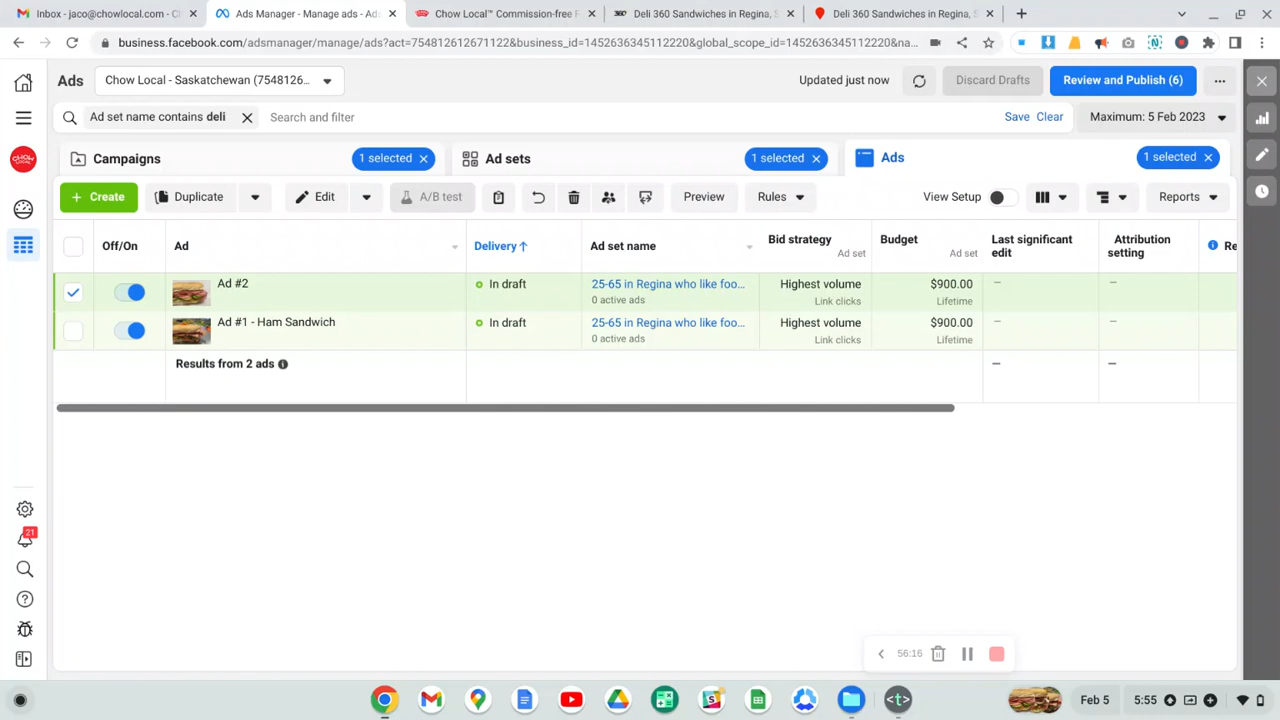 Inbox - jaco@chowlocal.com - C
Ads Manager - Manage ads - Ads
Chow Local™ Commission-free F
Deli 360 Sandwiches in Regina, S
Deli 360 Sandwiches in Regina, S
business.facebook.com/adsmanager/manage/ads?act=754812612671122&business_id=1452636345112220&global_scope_id=1452636345112220&na...
Ads
Chow Local - Saskatchewan (7548126...
Updated just now
Discard Drafts
Review and Publish (6)
Ad set name contains deli
Search and filter
Save
Clear
Maximum: 5 Feb 2023
CHOW LOCAL
Campaigns
1 selected
Ad sets
1 selected
Ads
1 selected
Create
Duplicate
Edit
A/B test
Preview
Rules
View Setup
Reports
Off/On
Ad
Delivery
Ad set name
Bid strategy
Ad set
Budget
Ad set
Last significant edit
Attribution setting
Re
Ad #2
In draft
25-65 in Regina who like foo...
0 active ads
Highest volume
Link clicks
$900.00
Lifetime
—
—
Ad #1 - Ham Sandwich
In draft
25-65 in Regina who like foo...
0 active ads
Highest volume
Link clicks
$900.00
Lifetime
Results from 2 ads
—
—
21
56:16
<t>
Feb 5
5:55